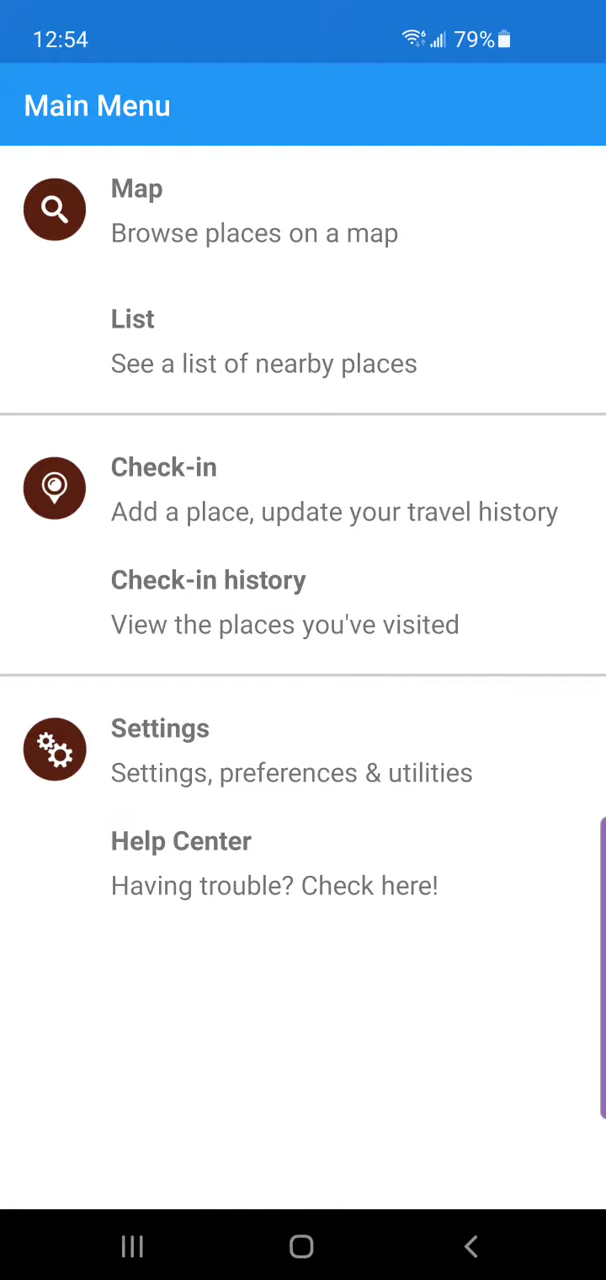 12:54 79%
Main Menu
Map
Browse places on a map
List
See a list of nearby places
Check-in
Add a place, update your travel history
Check-in history
View the places you've visited
Settings
Settings, preferences & utilities
Help Center
Having trouble? Check here!